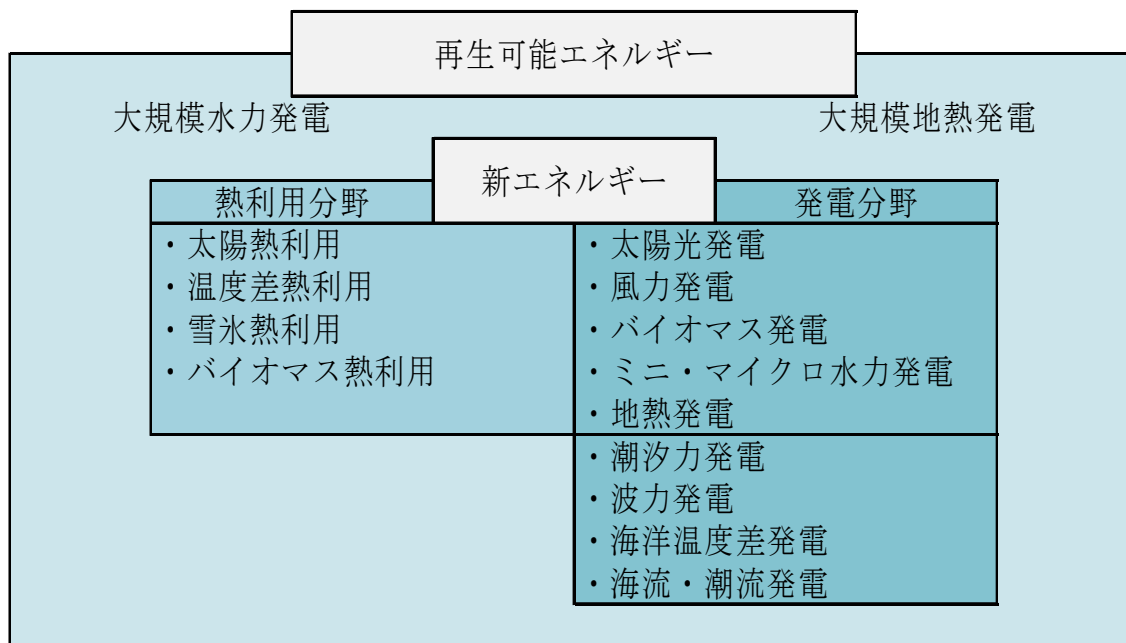 再生可能エネルギー
大規模水力発電
大規模地熱発電
新エネルギー
熱利用分野
・太陽熱利用
・温度差熱利用
・雪氷熱利用
・バイオマス熱利用
発電分野
・太陽光発電
・風力発電
・バイオマス発電
・ミニ・マイクロ水力発電
・地熱発電
・潮汐力発電
・波力発電
・海洋温度差発電
・海流・潮流発電